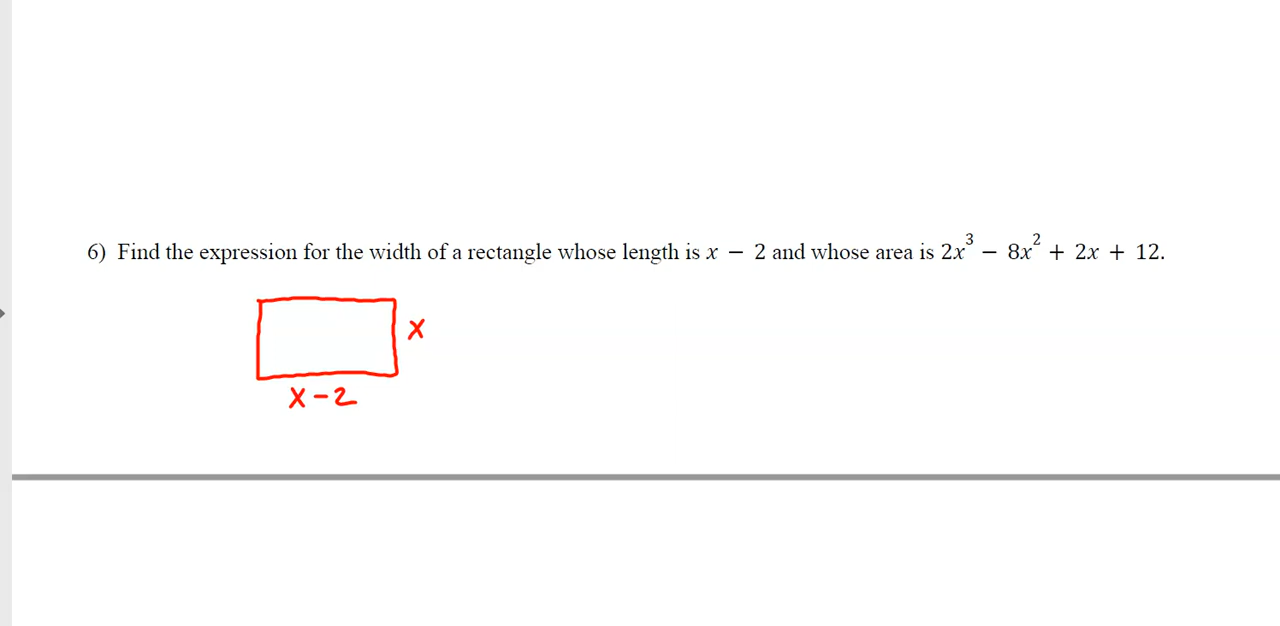 6) Find the expression for the width of a rectangle whose length is x − 2 and whose area is 2x³ − 8x² + 2x + 12.
x
x-2